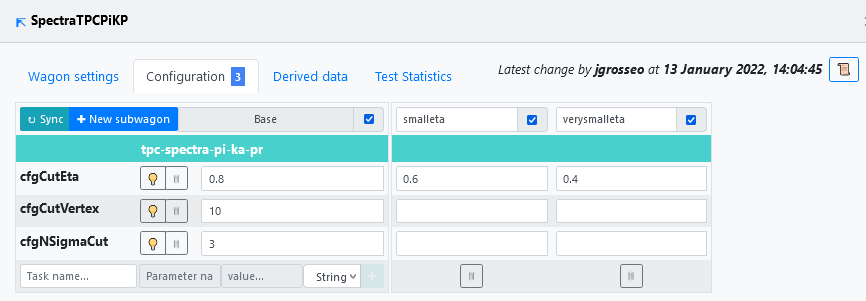 SpectraTPCPiKP
Wagon settings Configuration 3 Derived data Test Statistics Latest change by jgrosseo at 13 January 2022, 14:04:45
Sync New subwagon Base smalleta verysmalleta
tpc-spectra-pi-ka-pr
cfgCutEta 0.8 0.6 0.4
cfgCutVertex 10
cfgNSigmaCut 3
Task name... Parameter na value... String +